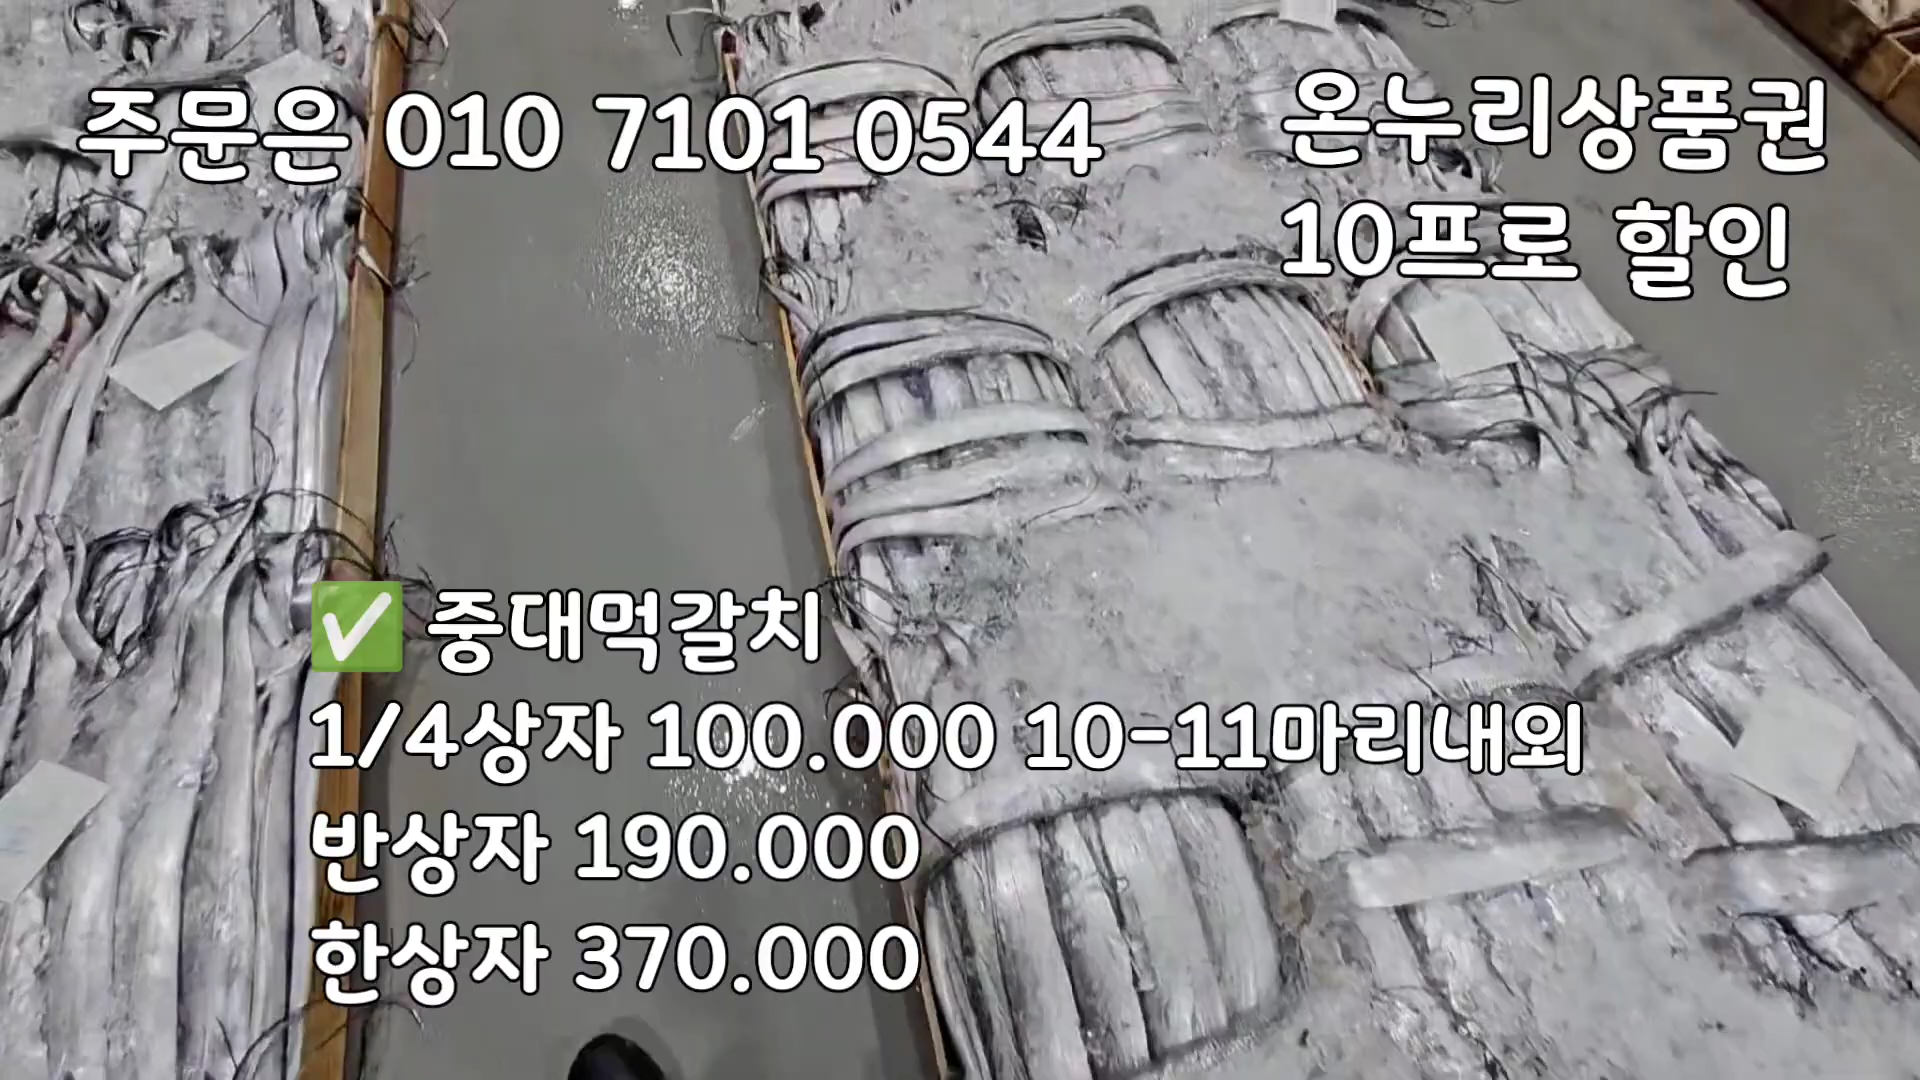 주문은 010 7101 0544
온누리상품권
10프로 할인
✅ 중대먹갈치
1/4상자 100.000 10-11마리내외
반상자 190.000
한상자 370.000